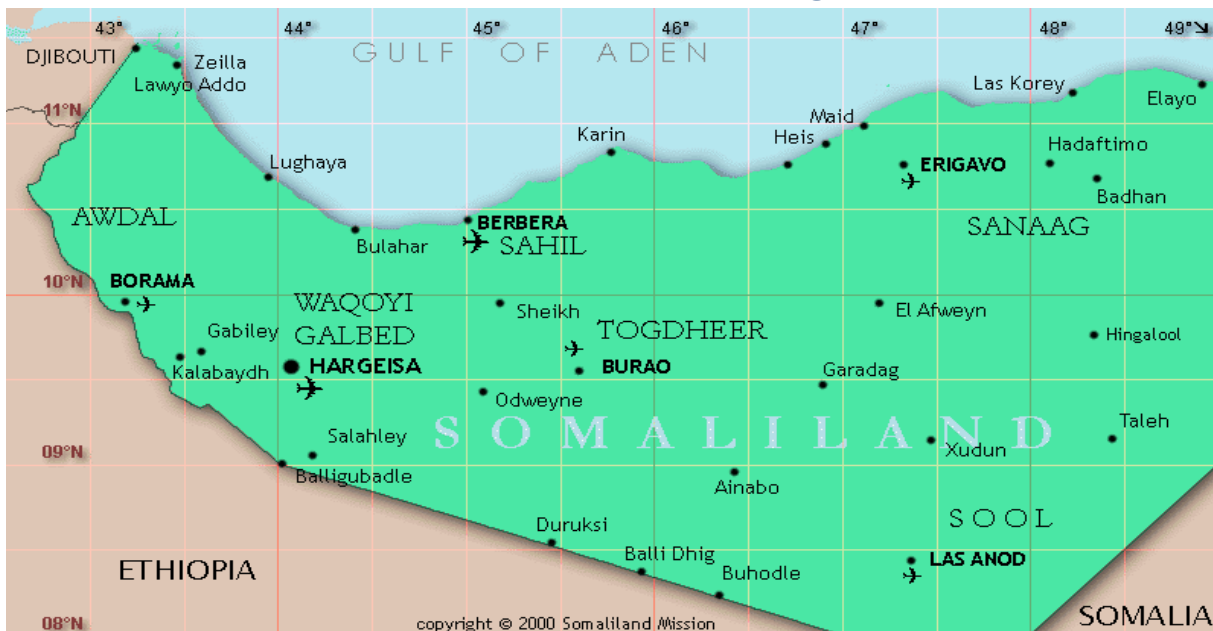 43°
44°
45°
46°
47°
48°
49°
GULF OF ADEN
DJIBOUTI
Zeilla
Lawyo Addo
Las Korey
Elayo
11°N
Maid
Karin
Heis
Hadaftimo
Lughaya
ERIGAVO
Badhan
AWDAL
BERBERA
SANAAG
Bulahar
SAHIL
10°N
BORAMA
WAQOYI
GALBED
Sheikh
El Afweyn
TOGDHEER
Gabiley
Hingalool
Kalabaydh
HARGEISA
BURAO
Garadag
Odweyne
Taleh
SOMALILAND
Salahley
Xudun
09°N
Balligubadle
Ainabo
SOOL
Duruksi
Balli Dhig
LAS ANOD
ETHIOPIA
Buhodle
SOMALIA
08°N
copyright © 2000 Somaliland Mission